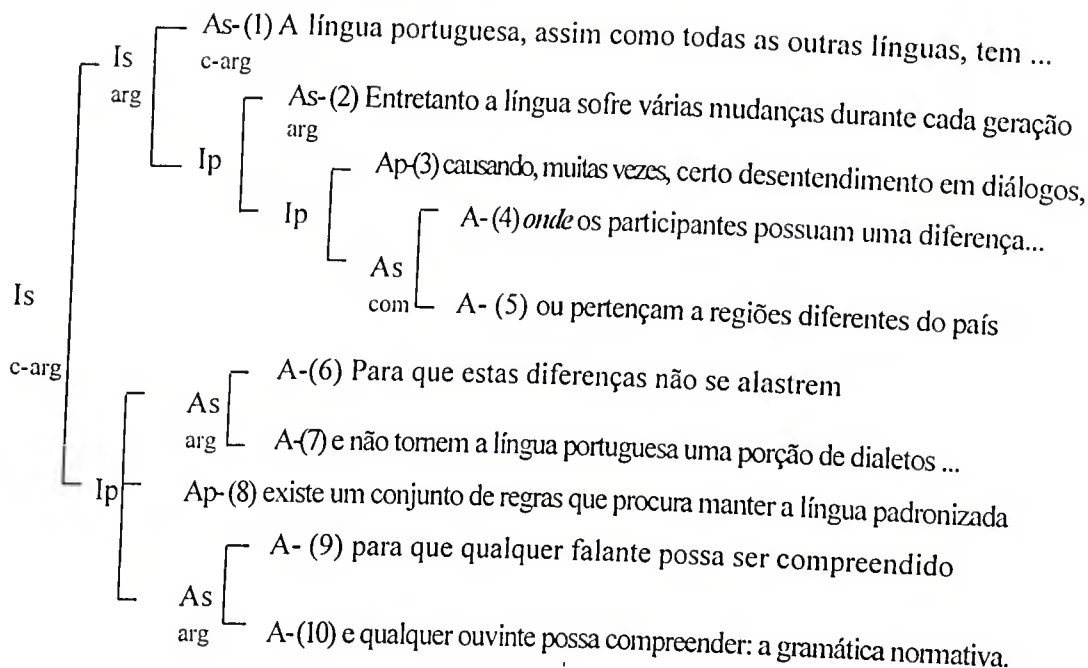 As-(1) A língua portuguesa, assim como todas as outras línguas, tem ...
Is c-arg
arg As-(2) Entretanto a língua sofre várias mudanças durante cada geração
arg
Ip Ap-(3) causando, muitas vezes, certo desentendimento em diálogos,
Ip A-(4) onde os participantes possuam uma diferença...
As
com A- (5) ou pertençam a regiões diferentes do país
Is
c-arg A-(6) Para que estas diferenças não se alastrem
As
arg A-(7) e não tornem a língua portuguesa uma porção de dialetos ...
Ip Ap-(8) existe um conjunto de regras que procura manter a língua padronizada
A- (9) para que qualquer falante possa ser compreendido
As
arg A-(10) e qualquer ouvinte possa compreender: a gramática normativa.